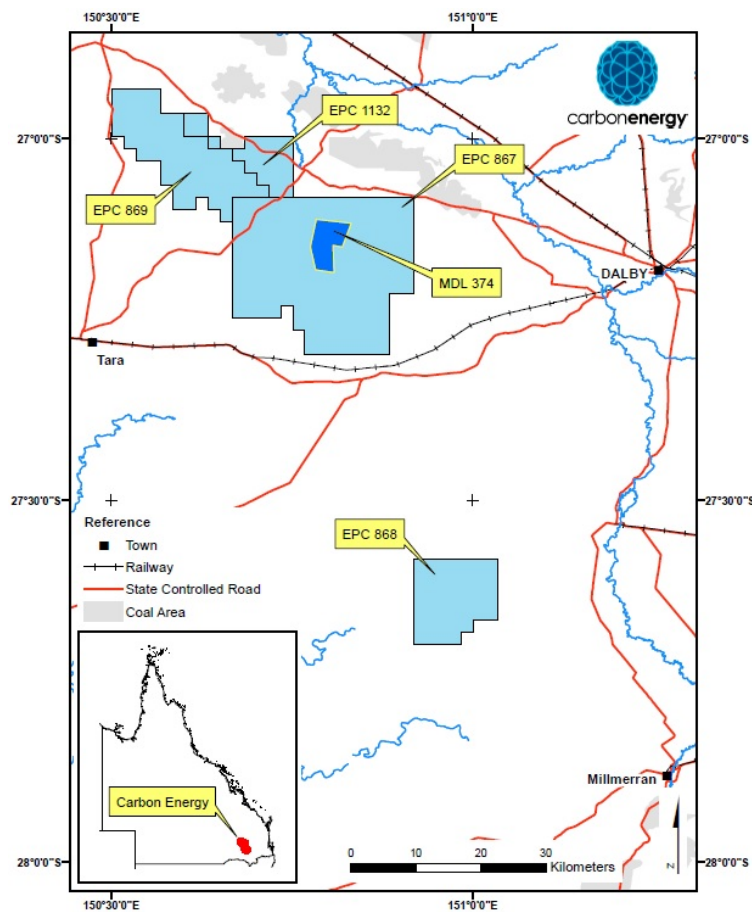 150°30'0"E
151°0'0"E
carbonenergy
EPC 1132
27°0'0"S
27°0'0"S
EPC 867
EPC 869
MDL 374
DALBY
Tara
27°30'0"S
27°30'0"S
Reference
Town
Railway
State Controlled Road
Coal Area
EPC 868
Carbon Energy
Millmerran
0 10 20 30
Kilometers
N
28°0'0"S
28°0'0"S
150°30'0"E
151°0'0"E